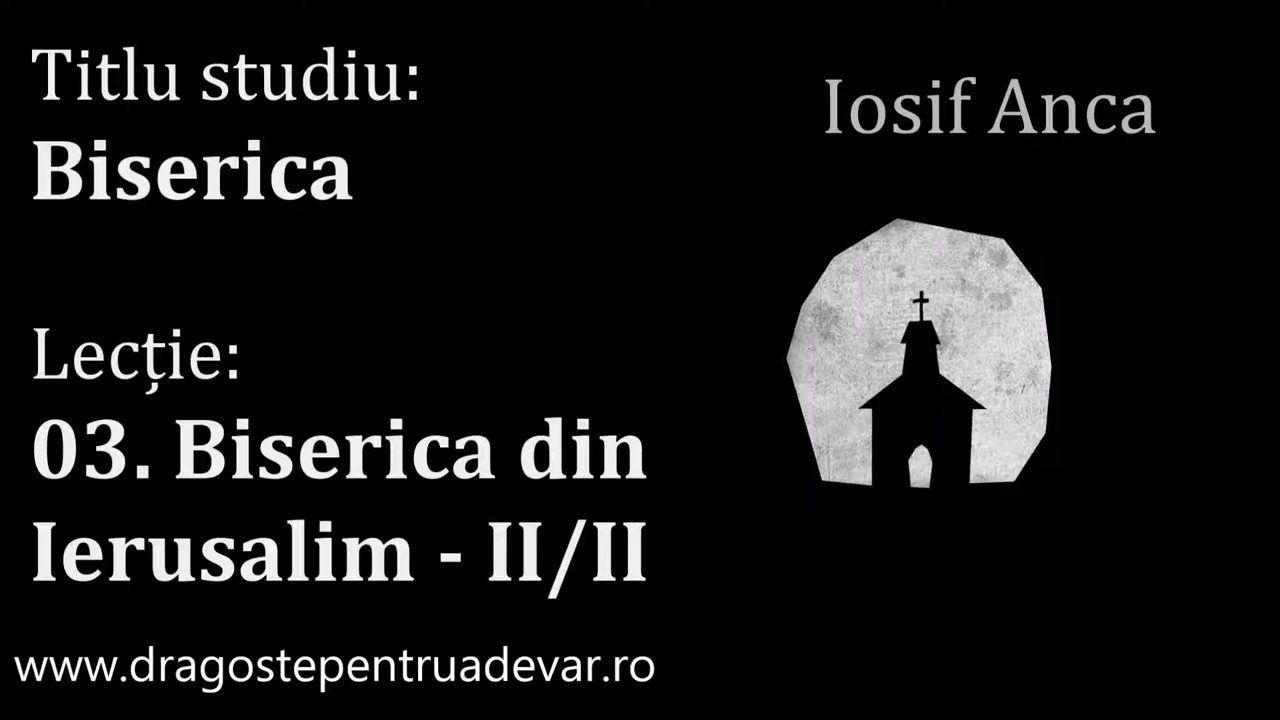 Titlu studiu:
Biserica
Iosif Anca
Lecție:
03. Biserica din
Ierusalim - II/II
www.dragostepentruadevar.ro